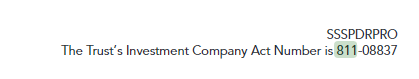 SSSPDRPRO
The Trust’s Investment Company Act Number is 811-08837